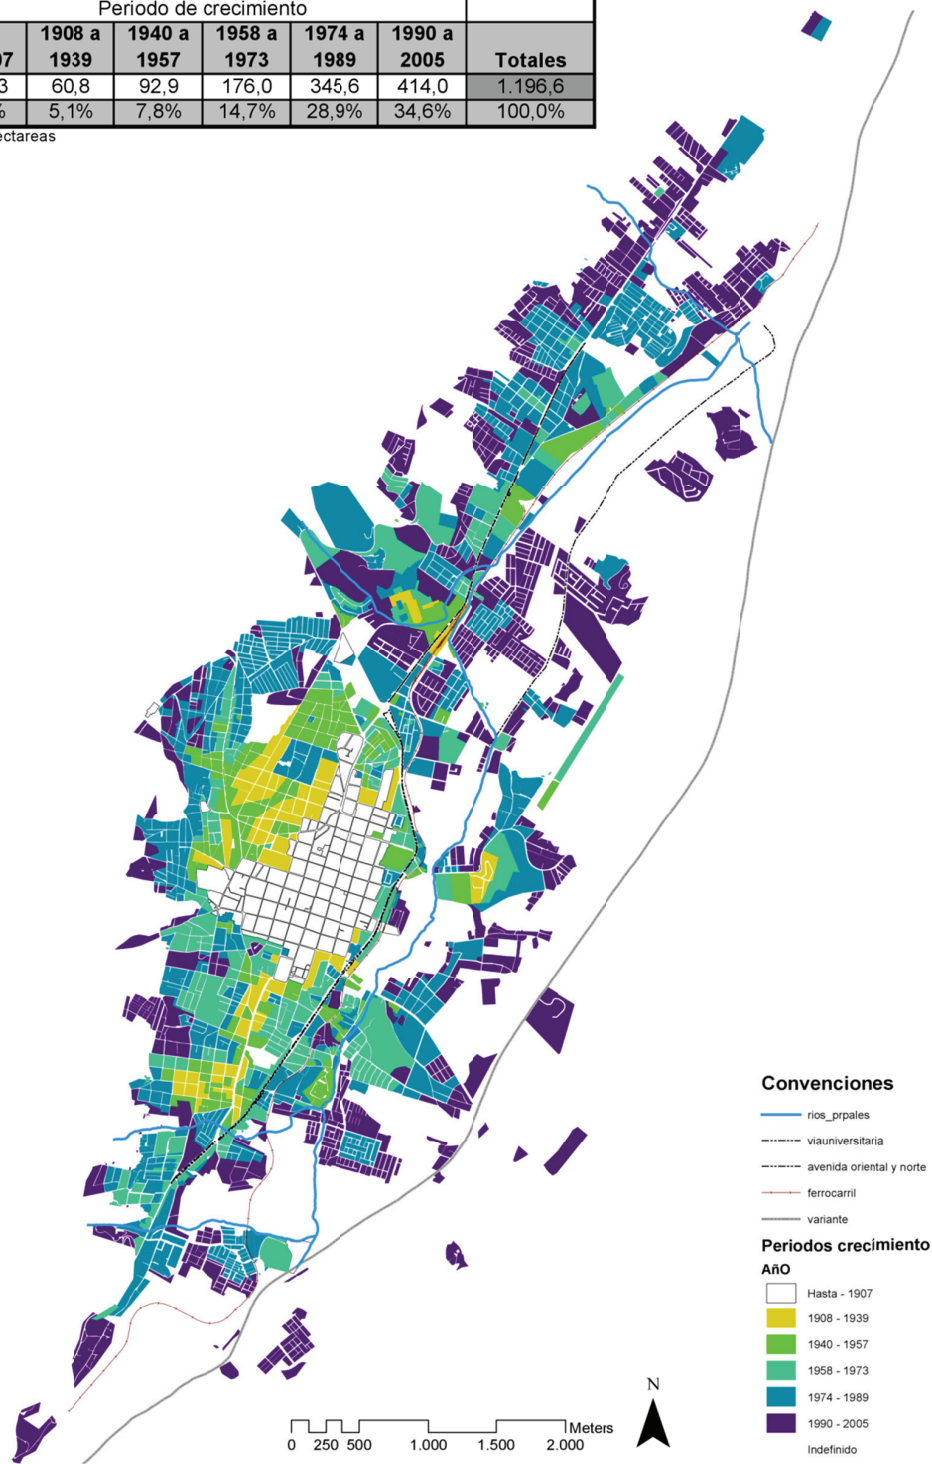 Periodo de crecimiento
1908 a 1940 a 1958 a 1974 a 1990 a
07 1939 1957 1973 1989 2005 Totales
3 60,8 92,9 176,0 345,6 414,0 1.196,6
% 5,1% 7,8% 14,7% 28,9% 34,6% 100,0%
ectareas
Convenciones
rios_prpales
viauniversitaria
avenida oriental y norte
ferrocarril
variante
Periodos crecimiento
AñO
Hasta - 1907
1908 - 1939
1940 - 1957
1958 - 1973
1974 - 1989
1990 - 2005
Indefinido
N
Meters
0 250 500 1.000 1.500 2.000